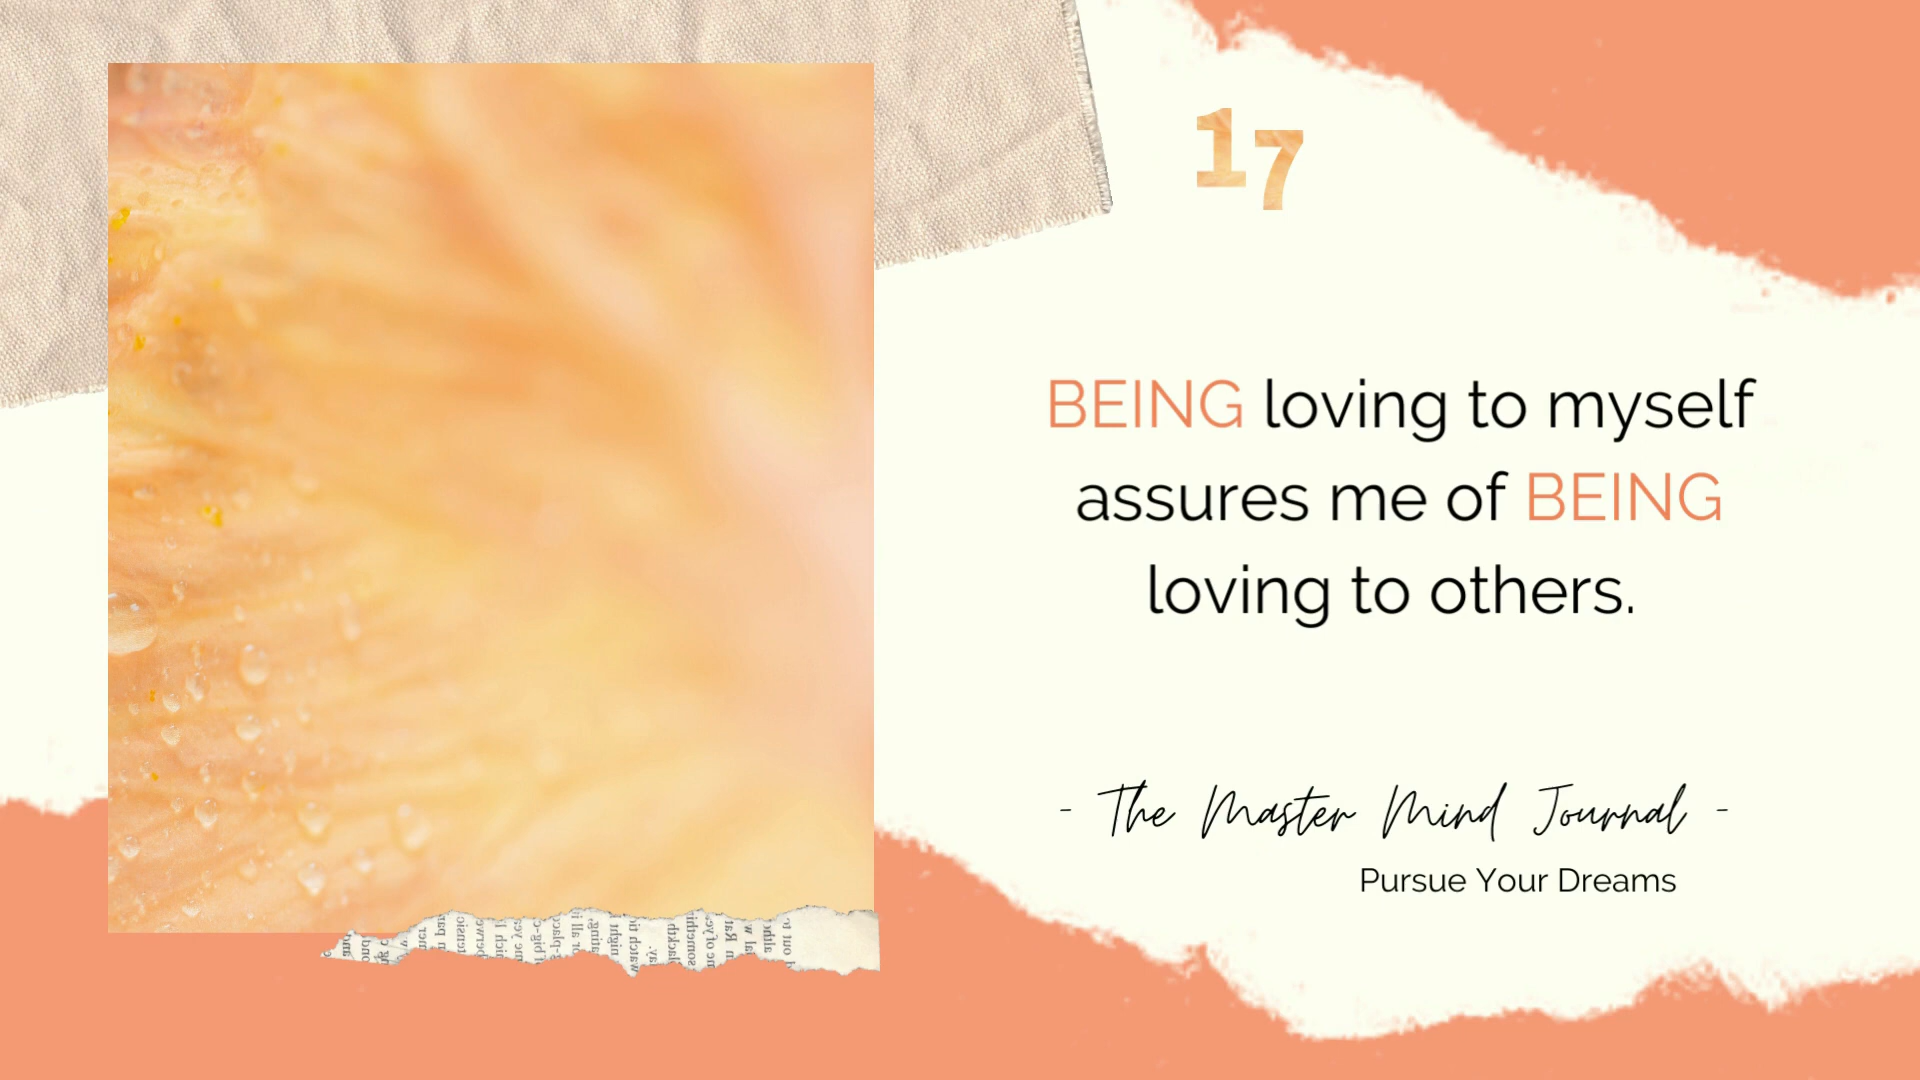 17
BEING loving to myself
assures me of BEING
loving to others.
- The Master Mind Journal -
Pursue Your Dreams